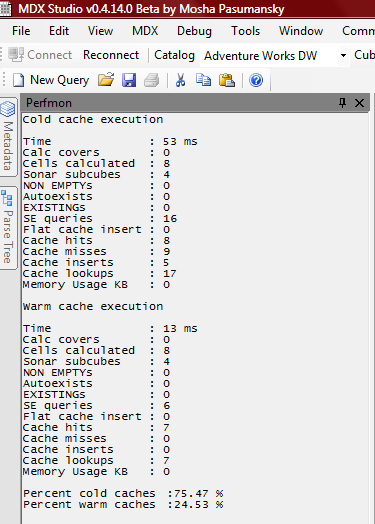 MDX Studio v0.4.14.0 Beta by Mosha Pasumansky
File Edit View MDX Debug Tools Window Comm
Connect Reconnect Catalog Adventure Works DW Cub
New Query
Perfmon
Metadata
Parse Tree
Cold cache execution
Time : 53 ms
Calc covers : 0
Cells calculated : 8
Sonar subcubes : 4
NON EMPTYs : 0
Autoexists : 0
EXISTINGs : 0
SE queries : 16
Flat cache insert : 0
Cache hits : 8
Cache misses : 9
Cache inserts : 5
Cache lookups : 17
Memory Usage KB : 0
Warm cache execution
Time : 13 ms
Calc covers : 0
Cells calculated : 8
Sonar subcubes : 4
NON EMPTYs : 0
Autoexists : 0
EXISTINGs : 0
SE queries : 6
Flat cache insert : 0
Cache hits : 7
Cache misses : 0
Cache inserts : 0
Cache lookups : 7
Memory Usage KB : 0
Percent cold caches :75.47 %
Percent warm caches :24.53 %